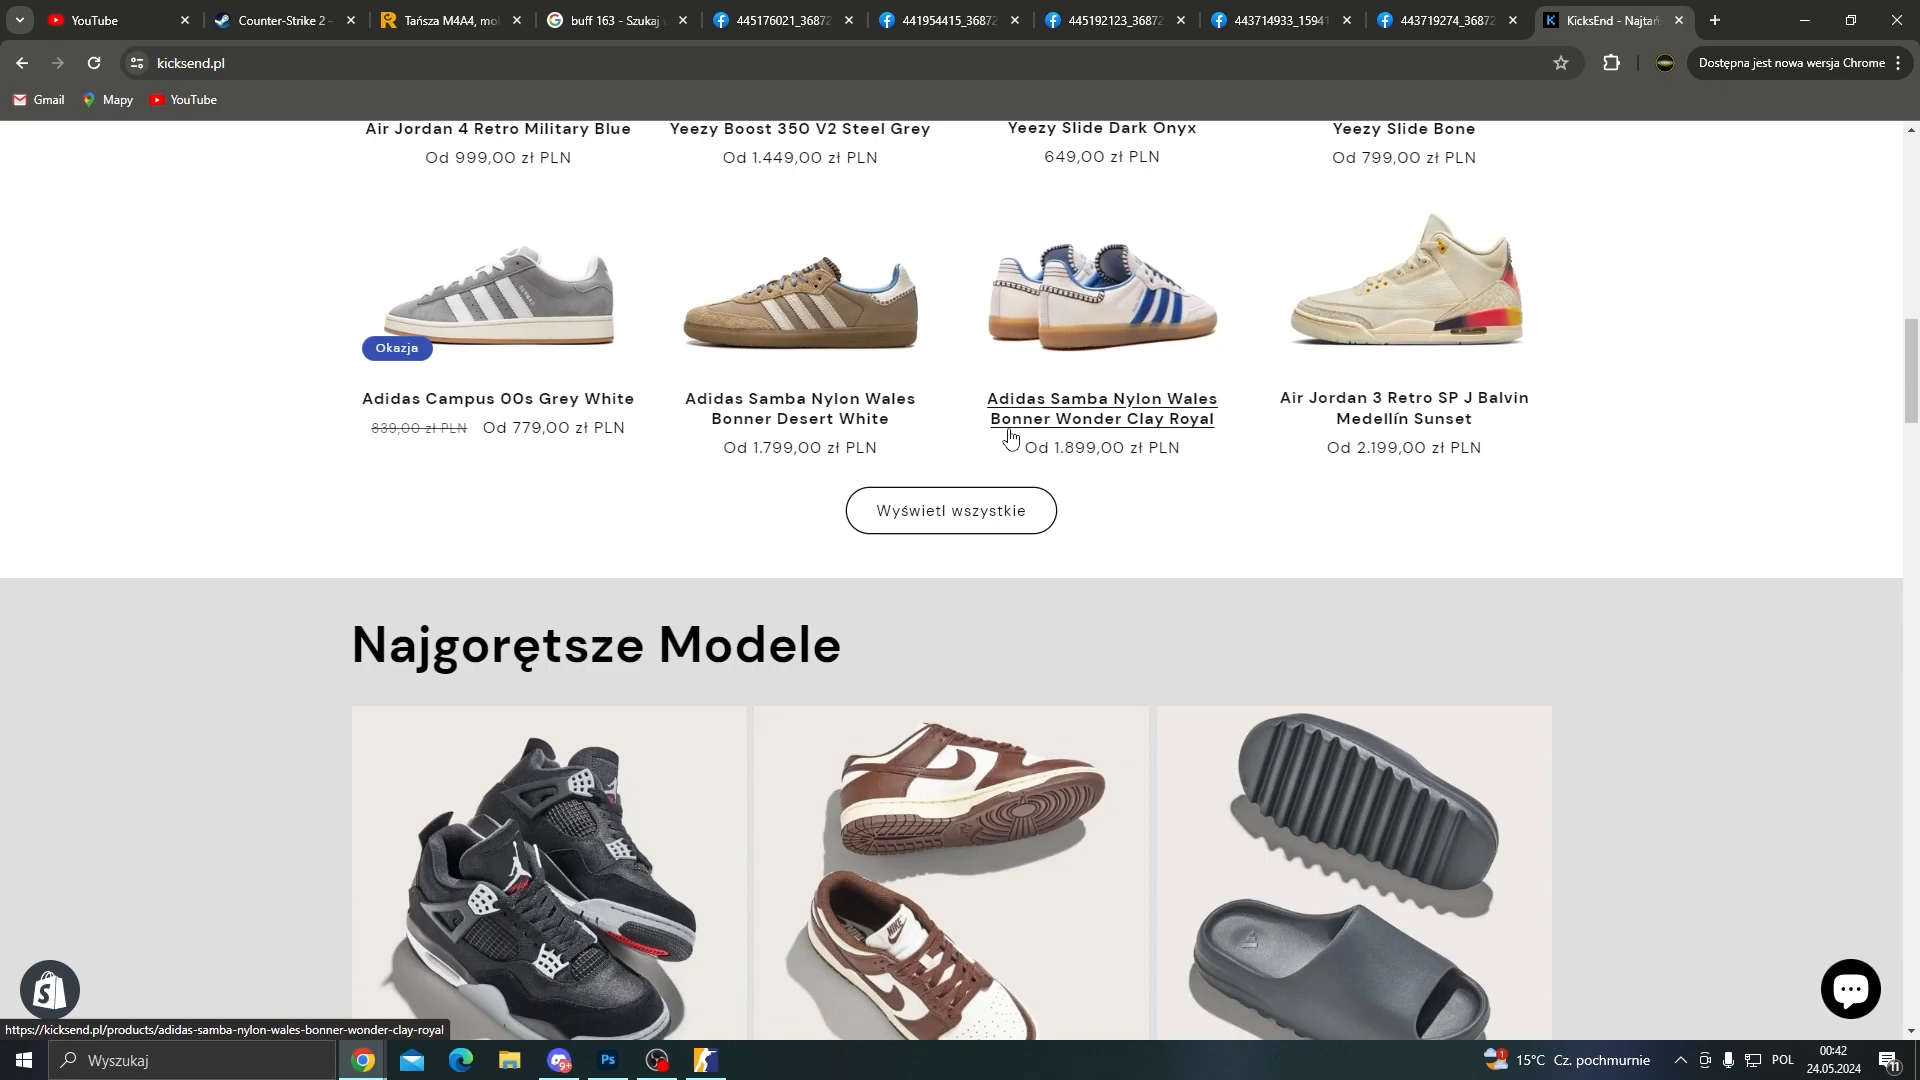 YouTube
Counter-Strike 2 -
Tańsza M4A4, mo
buff 163 - Szukaj
445176021_36872
441954415_36872
445192123_36872
443714933_15941
443719274_36872
KicksEnd - Najtań
kicksend.pl
Dostępna jest nowa wersja Chrome
Gmail
Mapy
YouTube
Air Jordan 4 Retro Military Blue
Od 999,00 zł PLN
Yeezy Boost 350 V2 Steel Grey
Od 1.449,00 zł PLN
Yeezy Slide Dark Onyx
649,00 zł PLN
Yeezy Slide Bone
Od 799,00 zł PLN
Okazja
Adidas Campus 00s Grey White
839,00 zł PLN Od 779,00 zł PLN
Adidas Samba Nylon Wales
Bonner Desert White
Od 1.799,00 zł PLN
Adidas Samba Nylon Wales
Bonner Wonder Clay Royal
Od 1.899,00 zł PLN
Air Jordan 3 Retro SP J Balvin
Medellín Sunset
Od 2.199,00 zł PLN
Wyświetl wszystkie
Najgorętsze Modele
NIKE
https://kicksend.pl/products/adidas-samba-nylon-wales-bonner-wonder-clay-royal
Wyszukaj
Ps
15°C Cz. pochmurnie
POL
00:42
24.05.2024
11